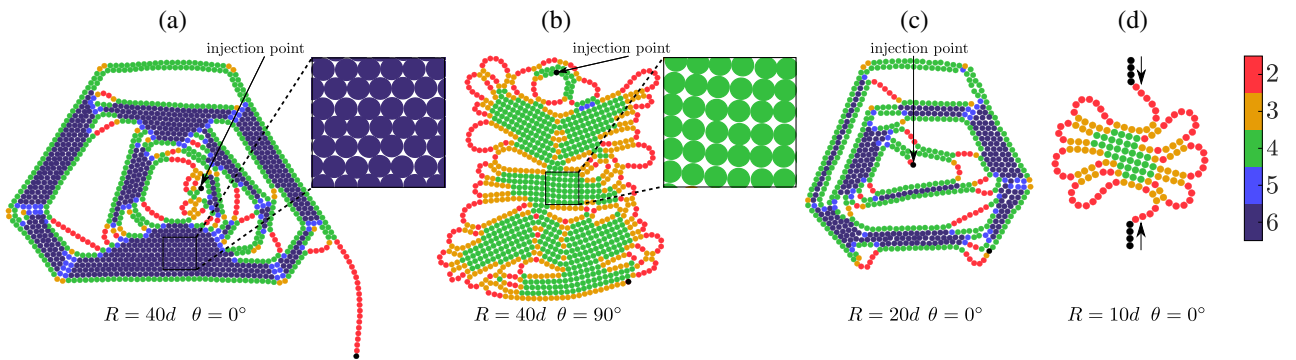 (a)
(b)
(c)
(d)
injection point
injection point
injection point
2
3
4
5
6
R = 40d θ = 0°
R = 40d θ = 90°
R = 20d θ = 0°
R = 10d θ = 0°